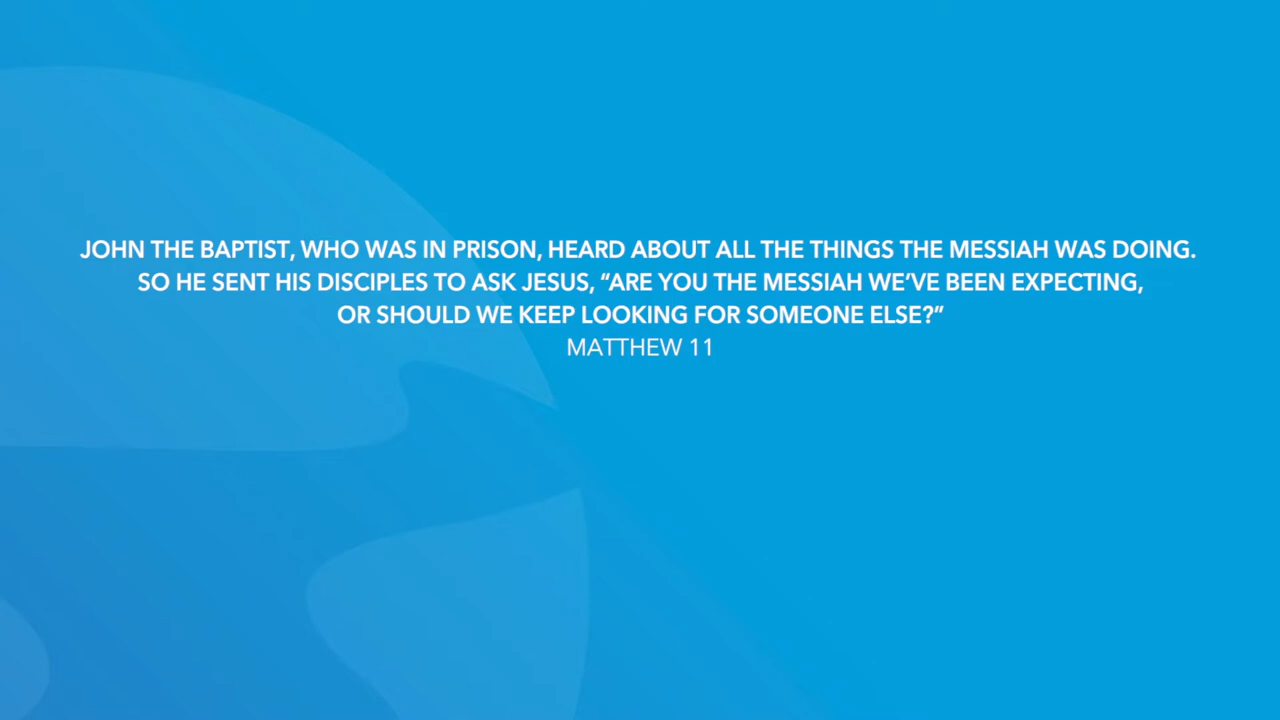 JOHN THE BAPTIST, WHO WAS IN PRISON, HEARD ABOUT ALL THE THINGS THE MESSIAH WAS DOING.
SO HE SENT HIS DISCIPLES TO ASK JESUS, “ARE YOU THE MESSIAH WE’VE BEEN EXPECTING,
OR SHOULD WE KEEP LOOKING FOR SOMEONE ELSE?”
MATTHEW 11